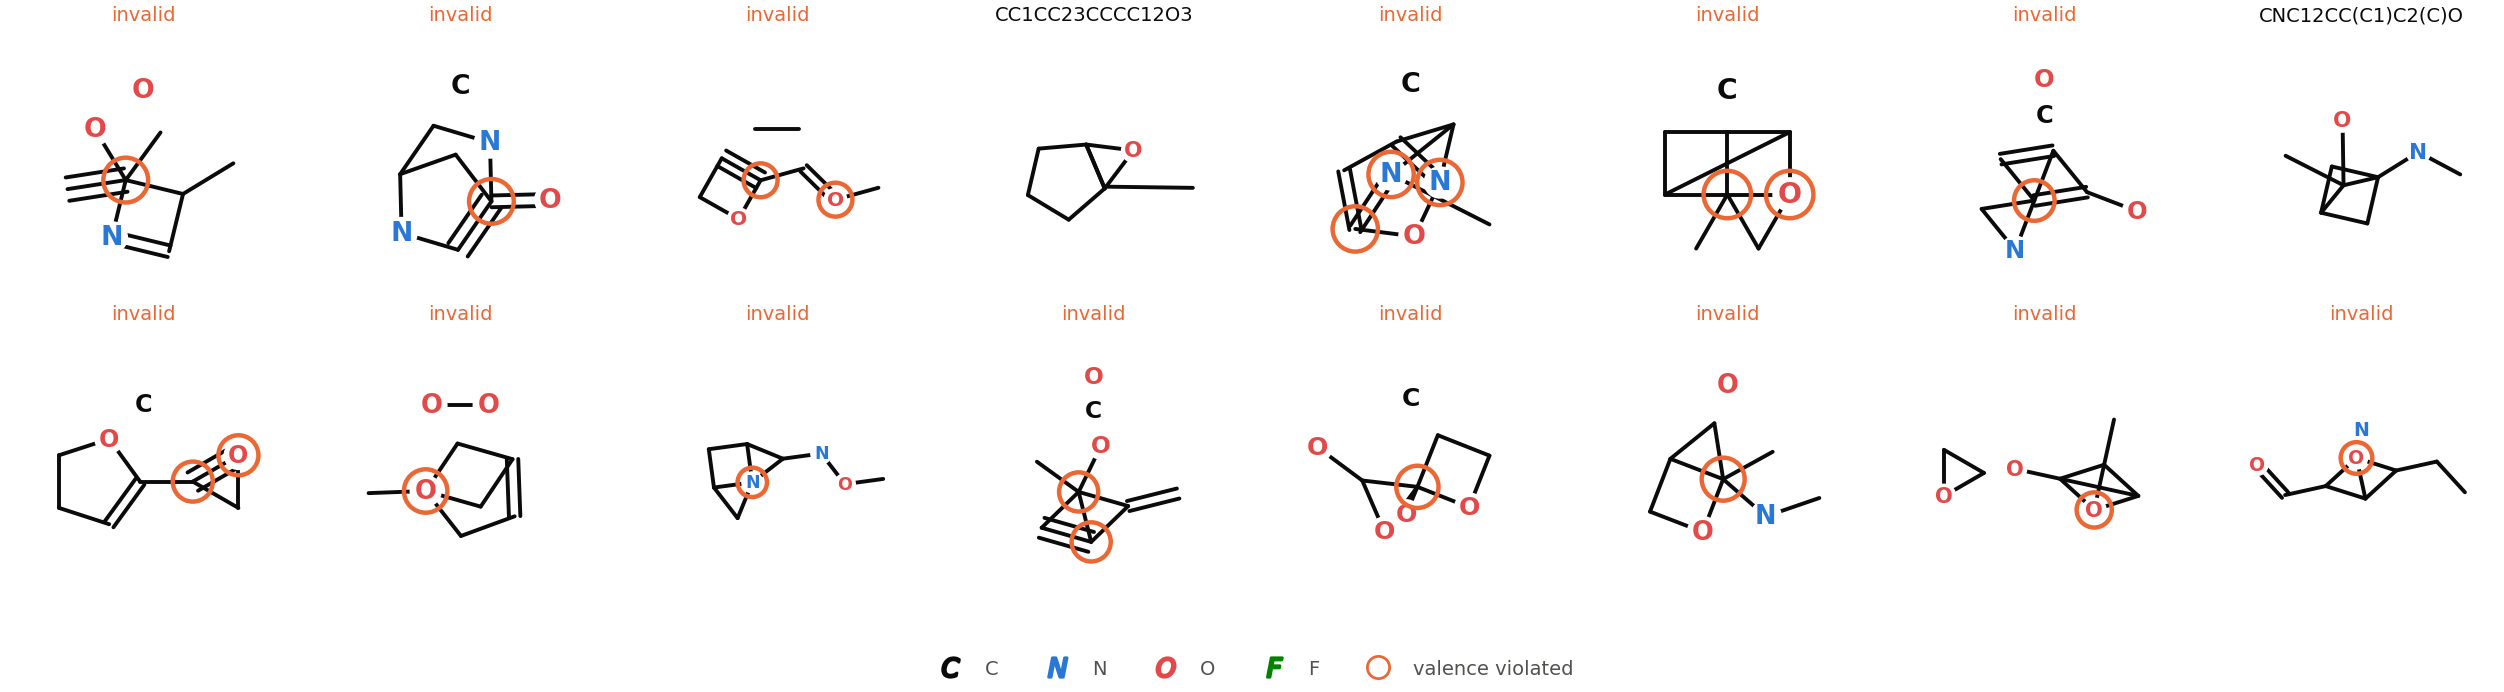 invalid invalid invalid CC1CC23CCCC12O3 invalid invalid invalid CNC12CC(C1)C2(C)O
O O N
C N N O
O O
O
C N N O
C O
O C N O
O N
invalid invalid invalid invalid invalid invalid invalid invalid
C O O
O O O
N N O
O C O
C O O O O
O O N
O O O
N O O
C C N N O O F F valence violated